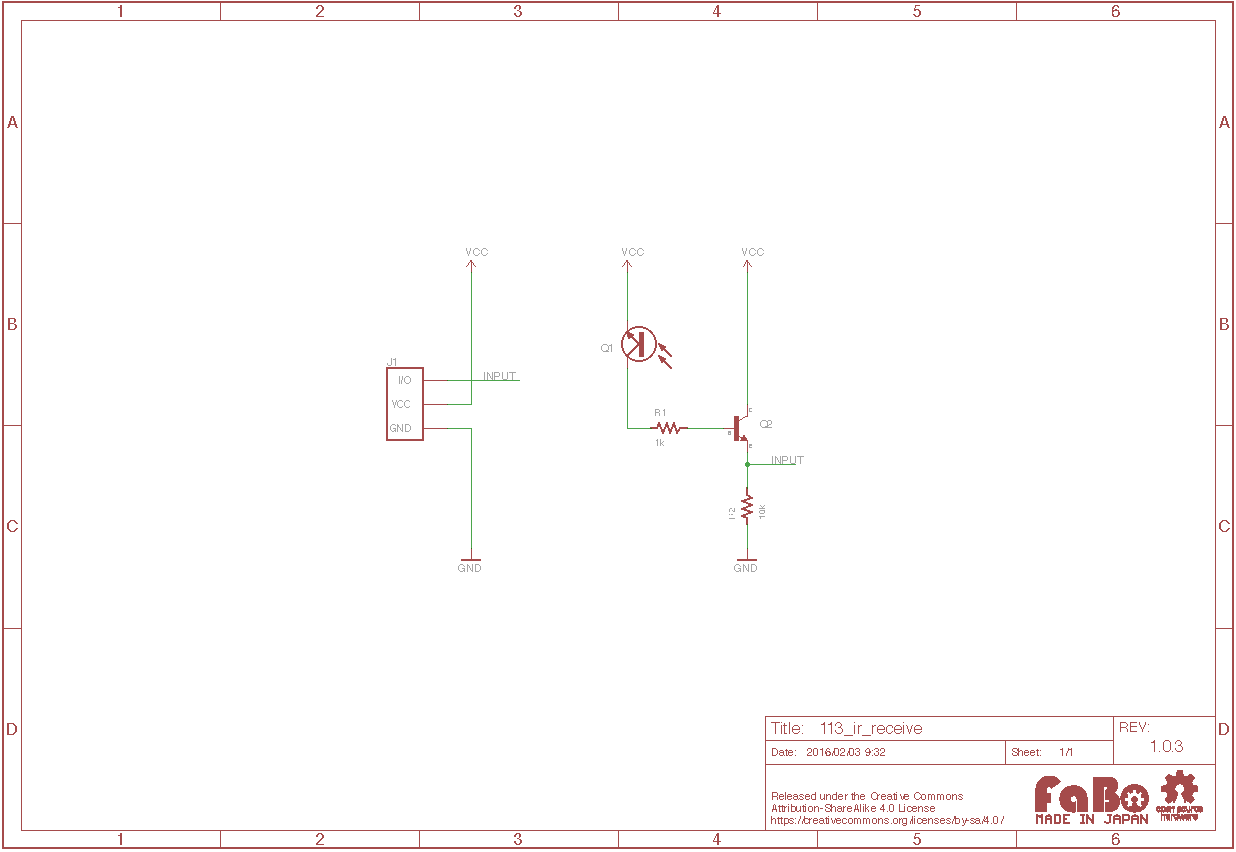 1 2 3 4 5 6
A A
VCC VCC VCC
B B
Q1
J1
I/O INPUT
VCC
C
R1
Q2
GND
B
1k
E
INPUT
R2 10k
C C
GND GND
D D
Title: 113_ir_receive
REV:
1.0.3
Date: 2016/02/03 9:32
Sheet: 1/1
Released under the Creative Commons
Attribution-ShareAlike 4.0 License
https://creativecommons.org/licenses/by-sa/4.0/
FaBo
MADE IN JAPAN
open source
hardware
1 2 3 4 5 6